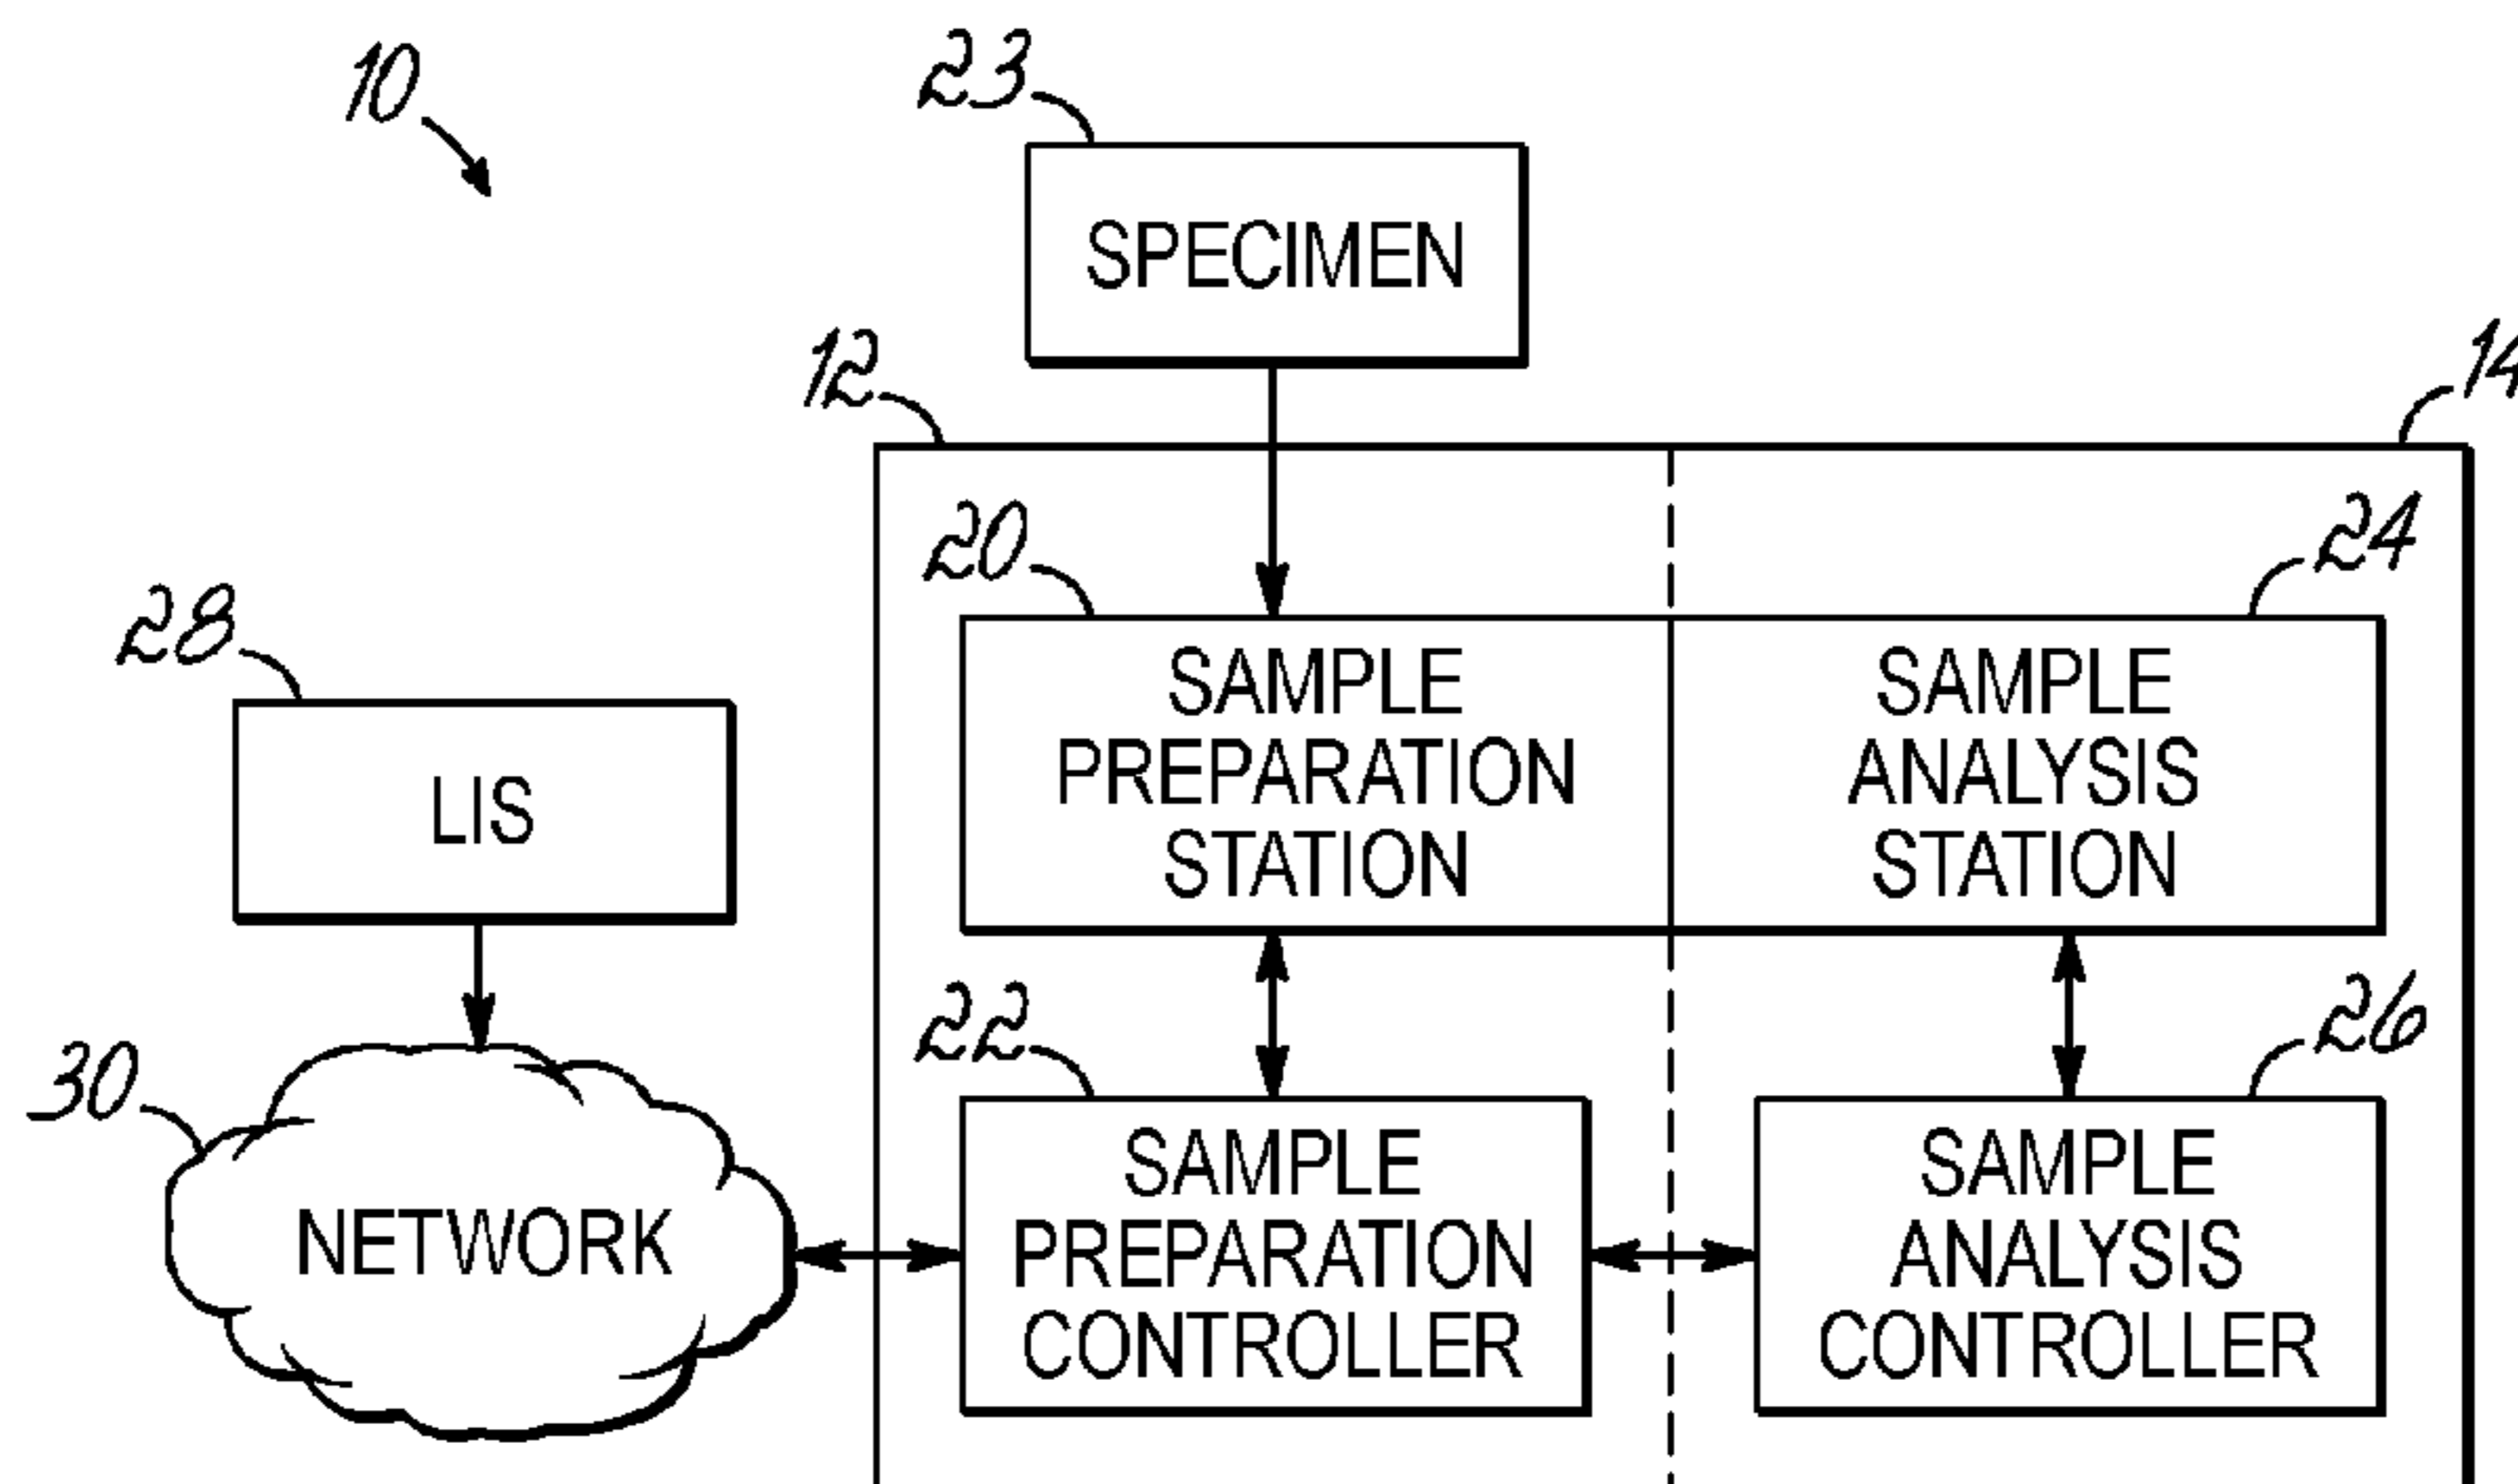 10
23
SPECIMEN
12
14
20
24
SAMPLE
PREPARATION
STATION
SAMPLE
ANALYSIS
STATION
28
LIS
22
26
SAMPLE
PREPARATION
CONTROLLER
SAMPLE
ANALYSIS
CONTROLLER
30
NETWORK